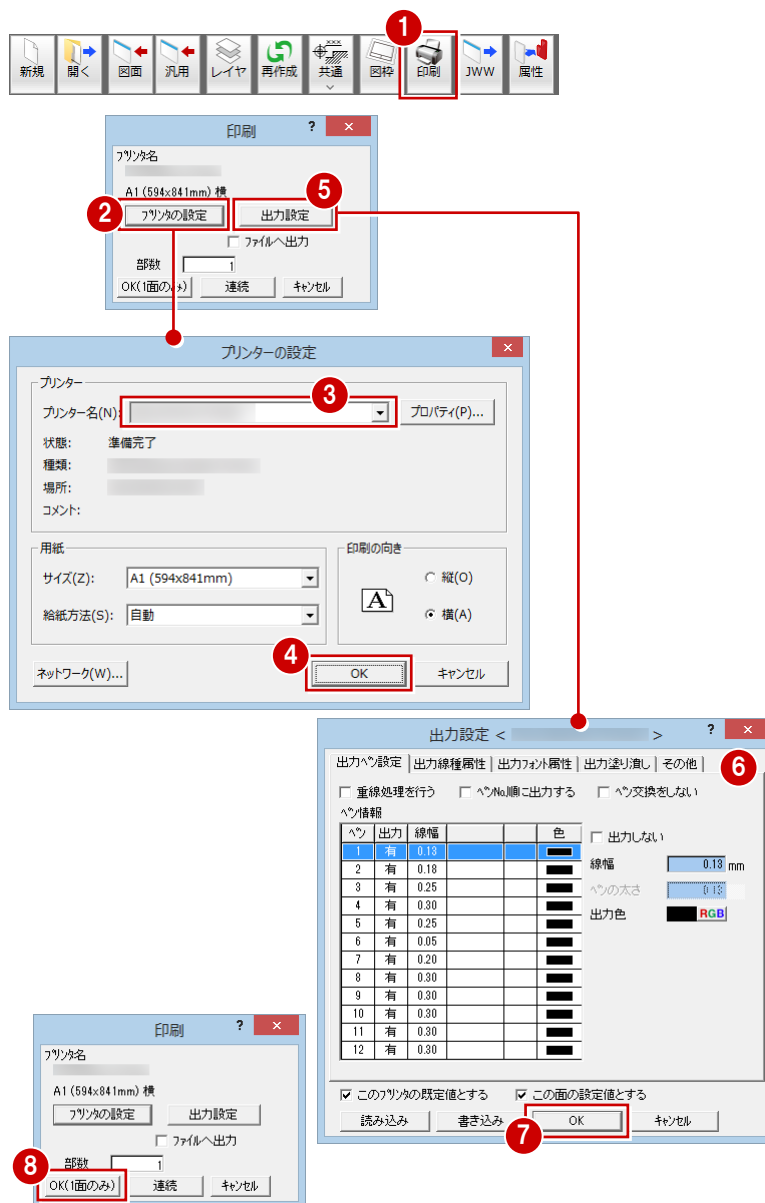 1
新規 開く 図面 汎用 レイヤ 再作成 共通 図枠 印刷 JWW 属性
印刷 ? ×
プリンタ名
A1 (594x841mm) 横
2 プリンタの設定 5 出力設定
ファイルへ出力
部数 1
OK(1面のみ) 連続 キャンセル
プリンターの設定 ×
プリンター
プリンター名(N): 3 プロパティ(P)...
状態: 準備完了
種類:
場所:
コメント:
用紙 印刷の向き
サイズ(Z): A1 (594x841mm) A 縦(O)
給紙方法(S): 自動 横(A)
ネットワーク(W)... 4 OK キャンセル
出力設定 < > ? ×
出力ペン設定 出力線種属性 出力フォント属性 出力塗り潰し その他 6
重線処理を行う ペンNo.順に出力する ペン交換をしない
ペン情報
ペン 出力 線幅 色 出力しない
1 有 0.13 線幅 0.13 mm
2 有 0.18 ペンの太さ 0.13
3 有 0.25 出力色 RGB
4 有 0.30
5 有 0.25
6 有 0.05
7 有 0.20
8 有 0.30
9 有 0.30
10 有 0.30
11 有 0.30
12 有 0.30
このプリンタの既定値とする この面の設定値とする
読み込み 書き込み 7 OK キャンセル
印刷 ? ×
プリンタ名
A1 (594x841mm) 横
プリンタの設定 出力設定
ファイルへ出力
8 部数 1
OK(1面のみ) 連続 キャンセル